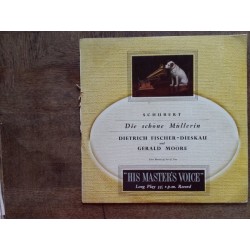 SCHUBERT
Die schöne Müllerin
DIETRICH FISCHER-DIESKAU
and
GERALD MOORE
"HIS MASTER'S VOICE"
Long Play 33⅓ r.p.m. Record